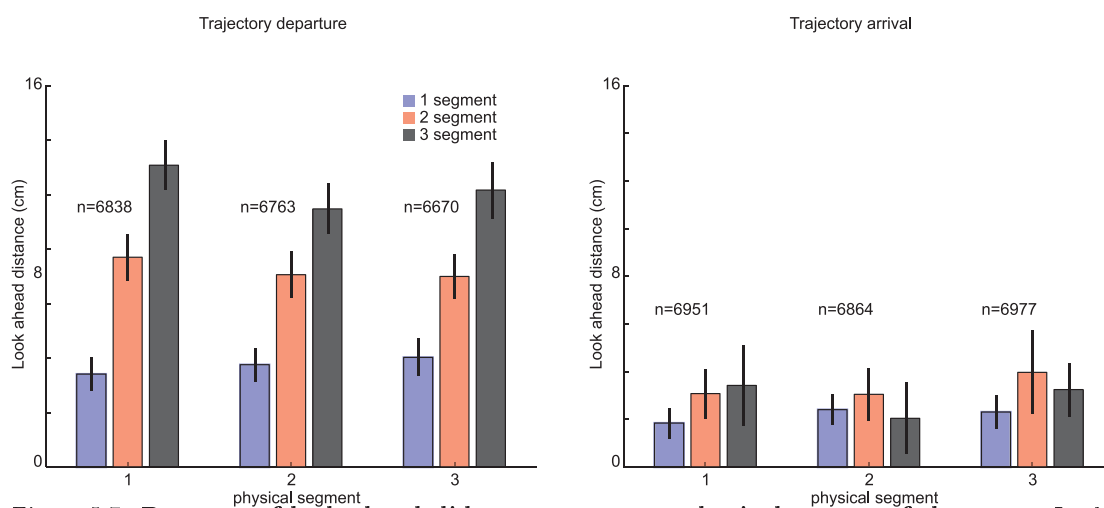 Trajectory departure
16
1 segment
2 segment
3 segment
n=6838
n=6763
n=6670
Look ahead distance (cm)
8
0
1
2
3
physical segment
Trajectory arrival
16
Look ahead distance (cm)
8
n=6951
n=6864
n=6977
0
1
2
3
physical segment